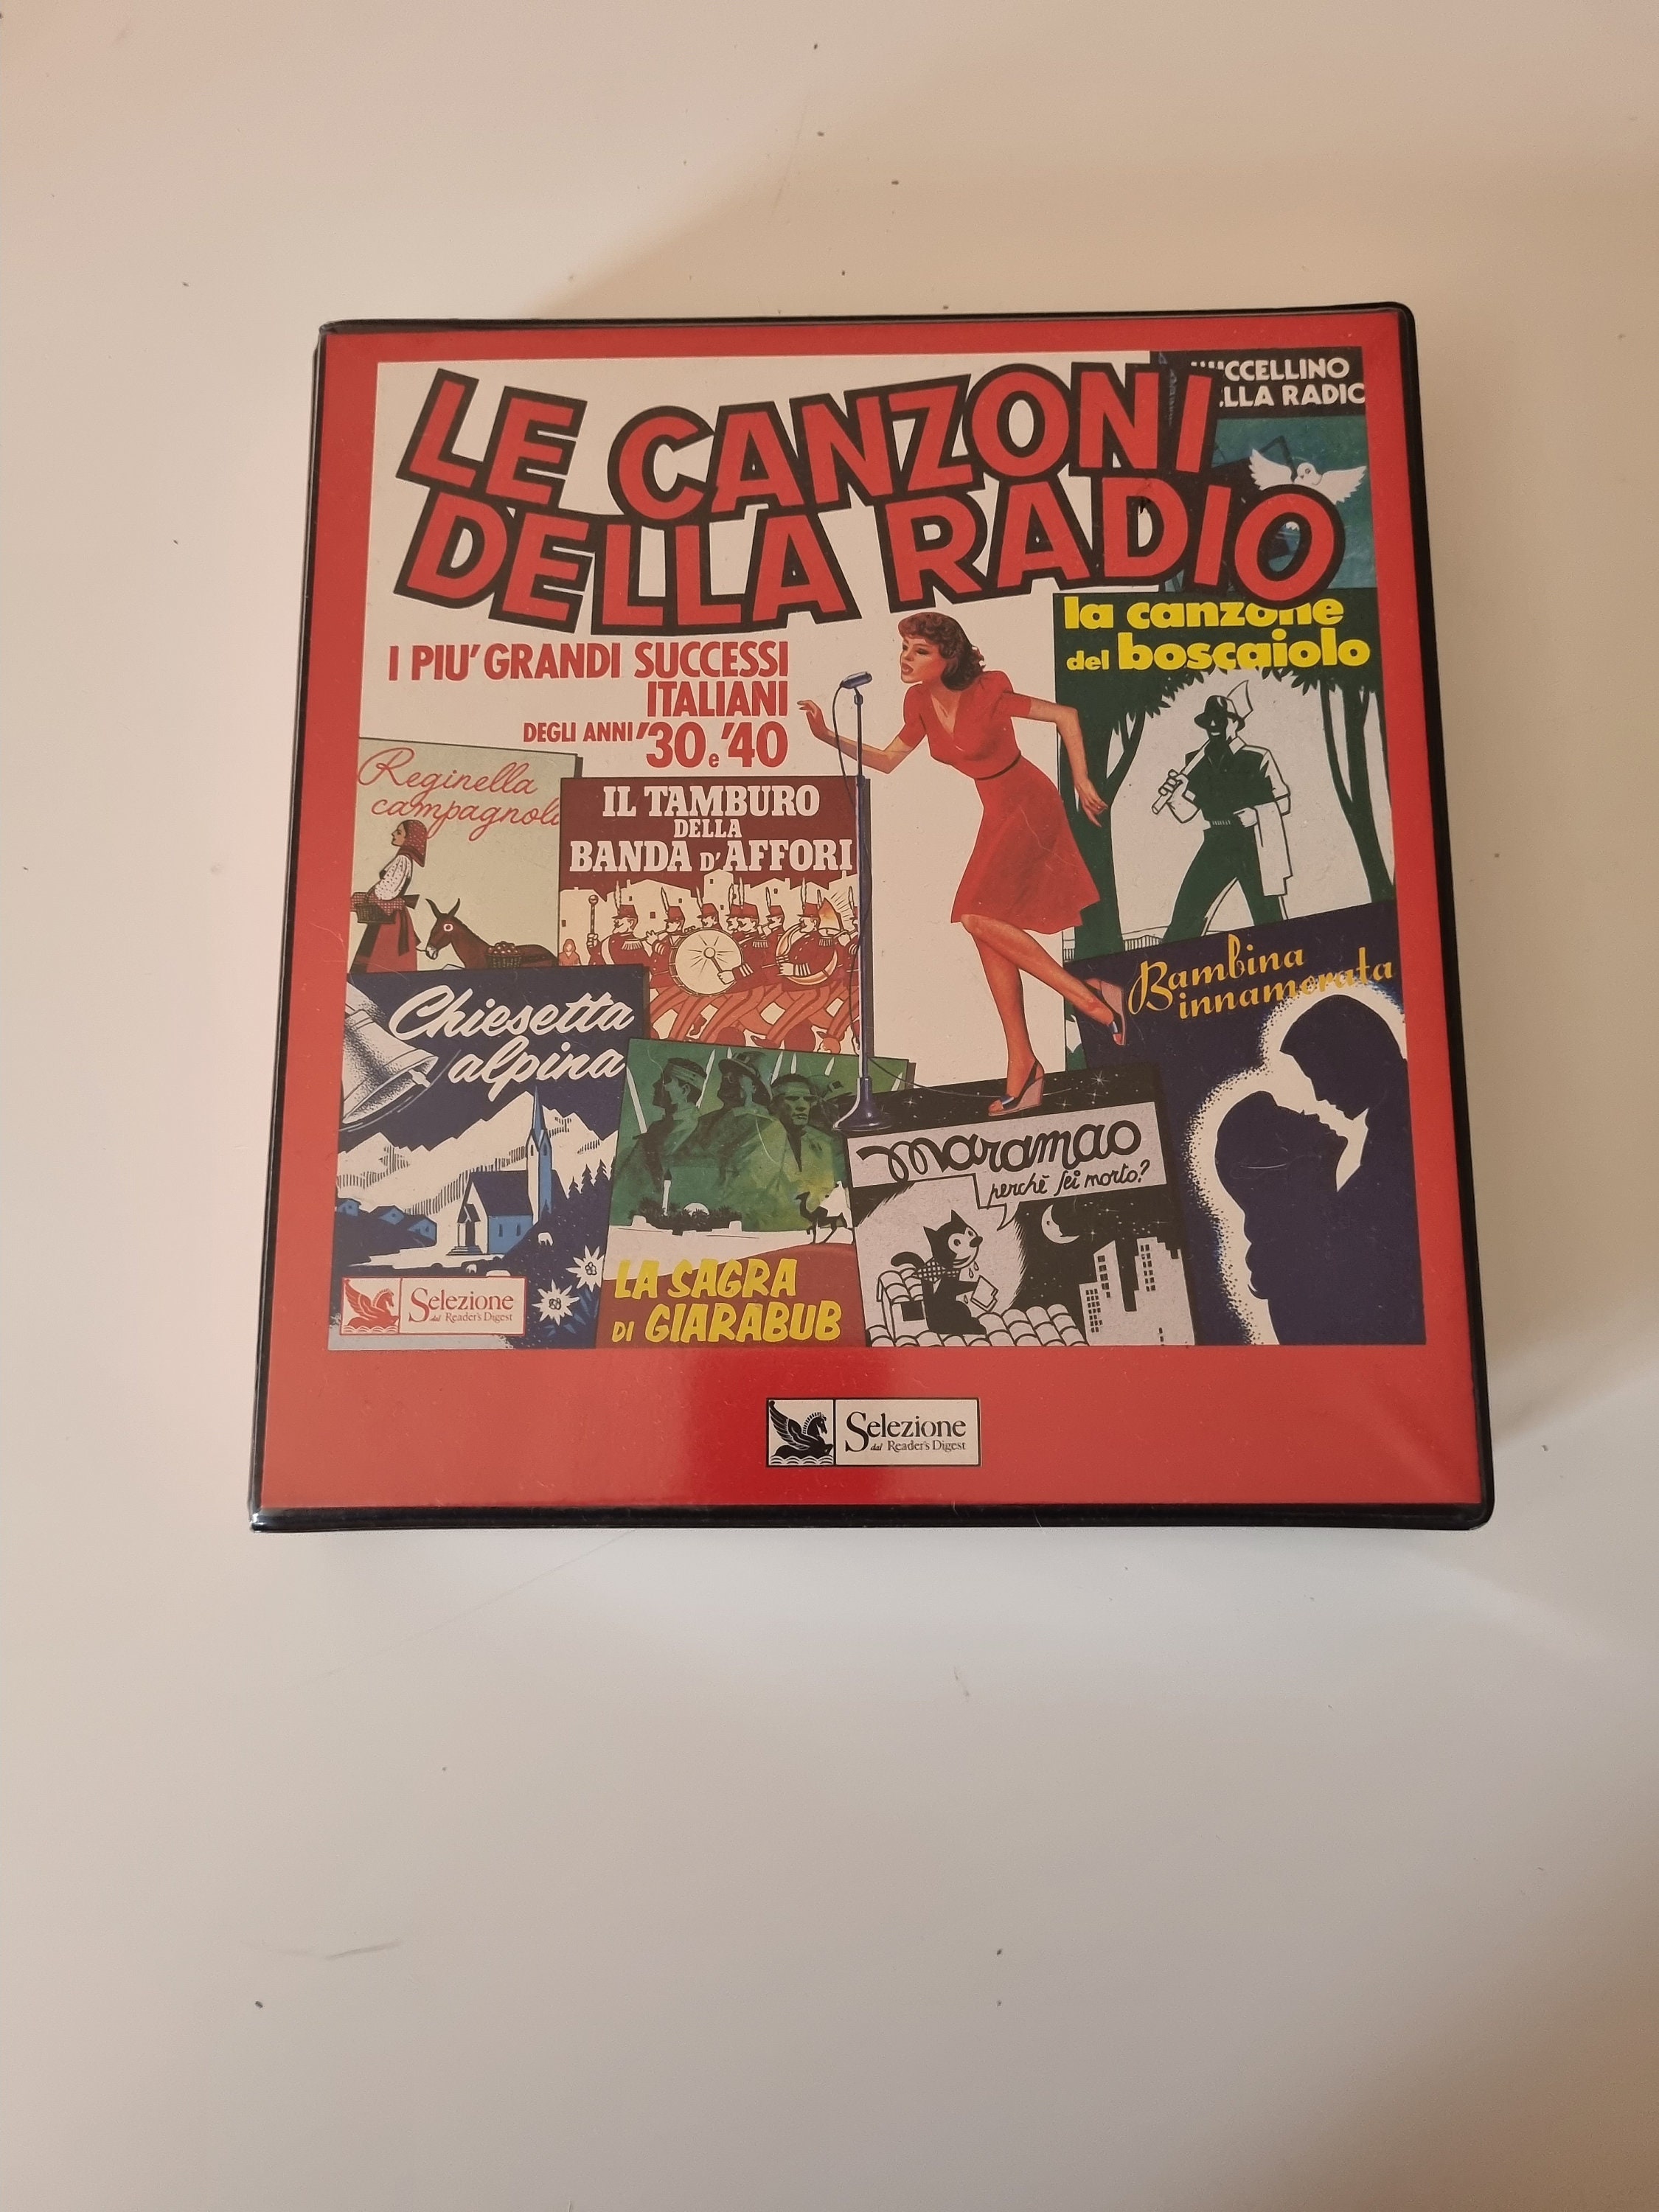 LE CANZONI
DELLA RADIO
CCELLINO
LLA RADIO
I PIU' GRANDI SUCCESSI
ITALIANI
DEGLI ANNI '30 e '40
la canzone
del boscaiolo
Reginella
campagnola
IL TAMBURO
DELLA
BANDA D'AFFORI
Bambina
innamorata
Chiesetta
alpina
Maramao
perchè sei morto?
LA SAGRA
DI GIARABUB
Selezione
dal Reader's Digest
Selezione
dal Reader's Digest